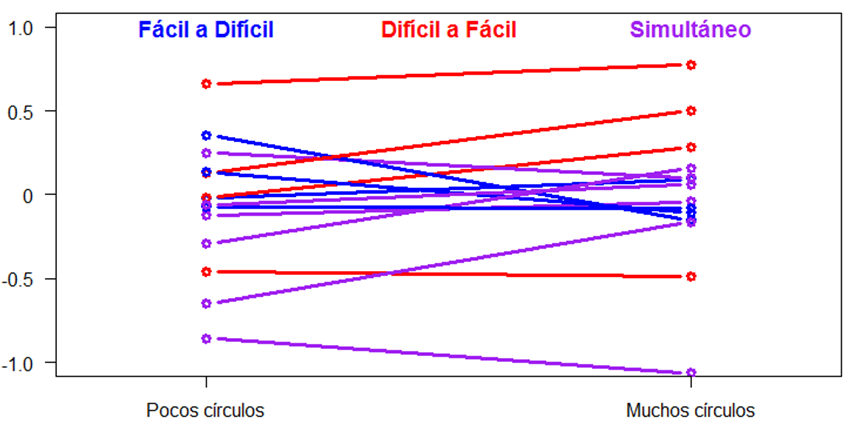 Fácil a Difícil Difícil a Fácil Simultáneo
1.0
0.5
0
-0.5
-1.0
Pocos círculos Muchos círculos